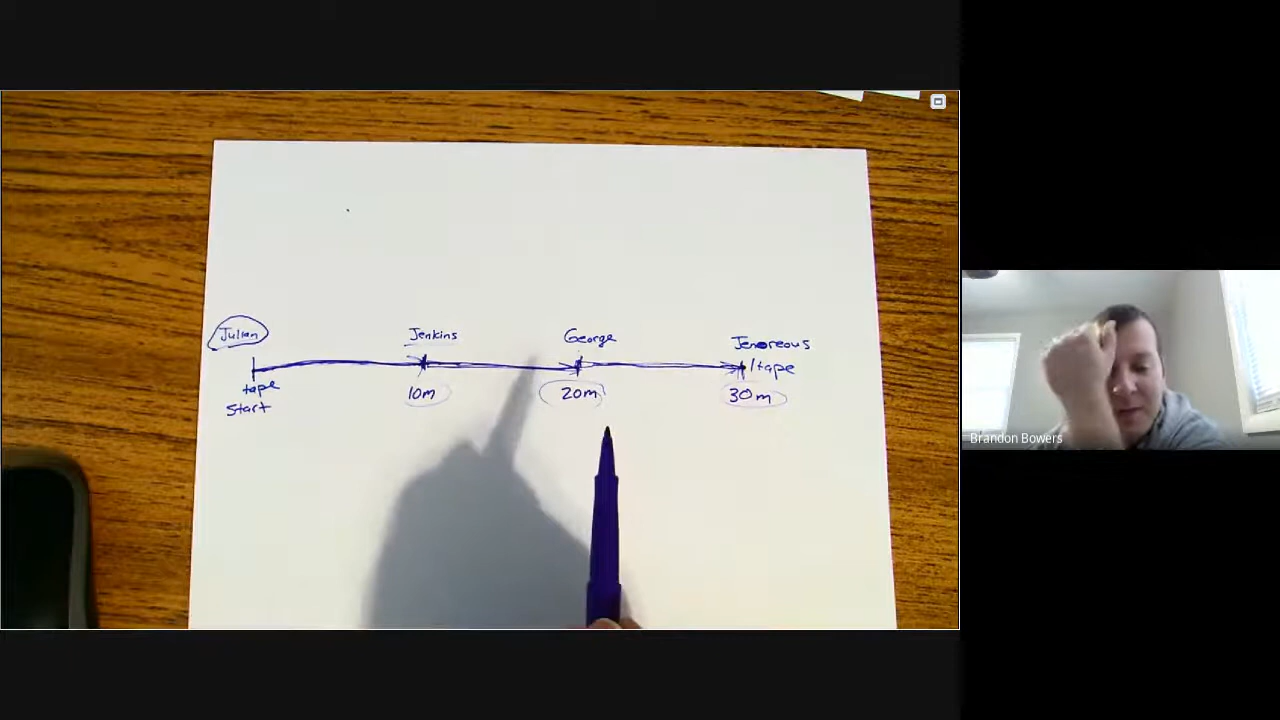 Julian
Jenkins
George
Jenoreous
/tape
tape
start
10m
20m
30m
Brandon Bowers